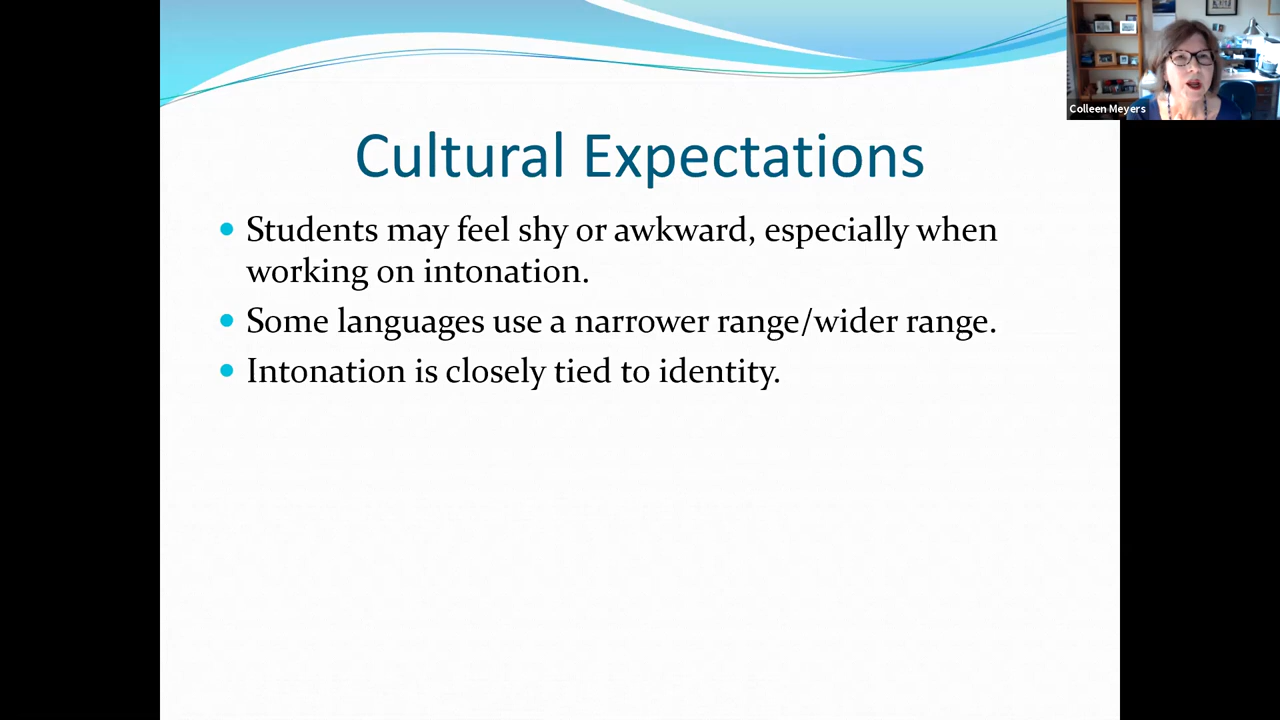 Colleen Meyers
Cultural Expectations
• Students may feel shy or awkward, especially when
working on intonation.
• Some languages use a narrower range/wider range.
• Intonation is closely tied to identity.